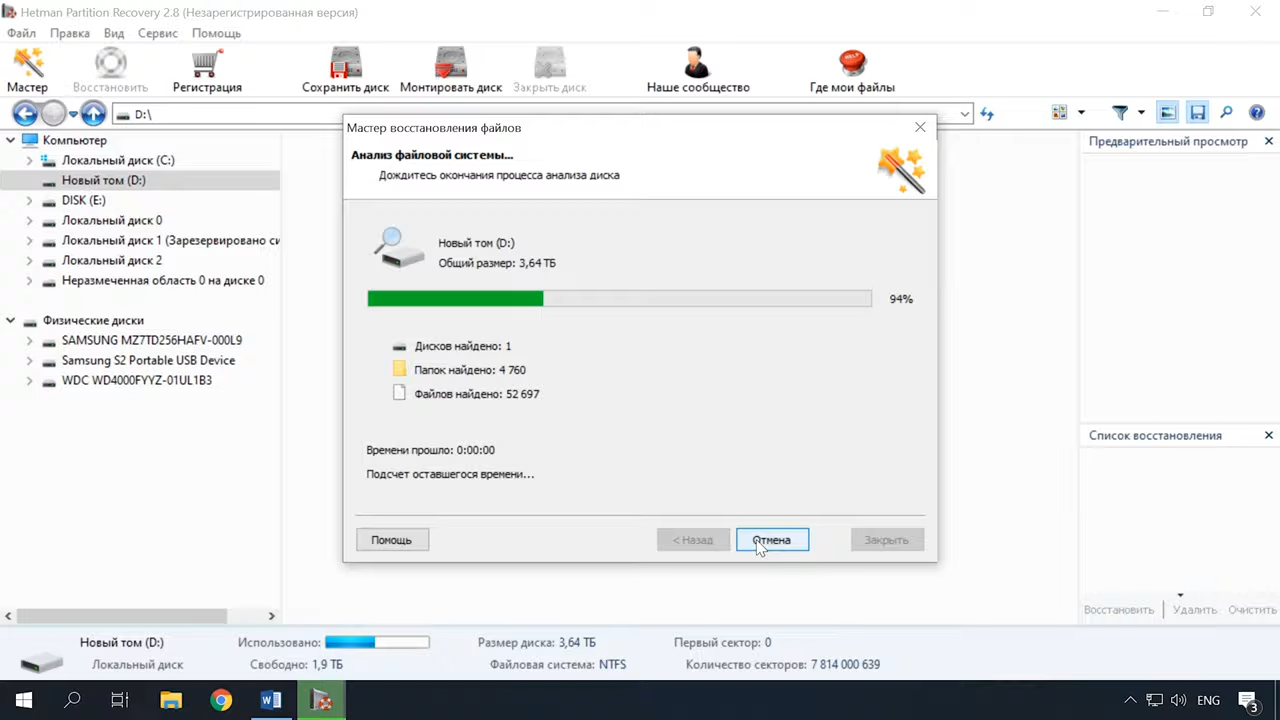 Hetman Partition Recovery 2.8 (Незарегистрированная версия)
Файл Правка Вид Сервис Помощь
Мастер Восстановить Регистрация Сохранить диск Монтировать диск Закрыть диск Наше сообщество Где мои файлы
D:\
Компьютер
Локальный диск (C:)
Новый том (D:)
DISK (E:)
Локальный диск 0
Локальный диск 1 (Зарезервировано си
Локальный диск 2
Неразмеченная область 0 на диске 0
Физические диски
SAMSUNG MZ7TD256HAFV-000L9
Samsung S2 Portable USB Device
WDC WD4000FYYZ-01UL1B3
Мастер восстановления файлов
Анализ файловой системы...
Дождитесь окончания процесса анализа диска
Новый том (D:)
Общий размер: 3,64 ТБ
94%
Дисков найдено: 1
Папок найдено: 4 760
Файлов найдено: 52 697
Времени прошло: 0:00:00
Подсчет оставшегося времени...
Помощь < Назад Отмена Закрыть
Предварительный просмотр
Список восстановления
Восстановить Удалить Очистить
Новый том (D:) Использовано: Размер диска: 3,64 ТБ Первый сектор: 0
Локальный диск Свободно: 1,9 ТБ Файловая система: NTFS Количество секторов: 7 814 000 639
HELP
W
ENG
3